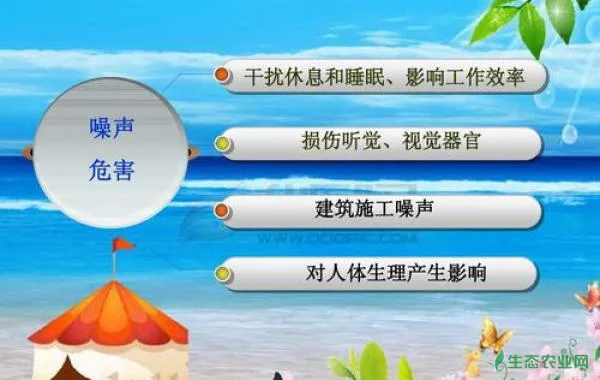 噪声
危害
干扰休息和睡眠、影响工作效率
损伤听觉、视觉器官
建筑施工噪声
对人体生理产生影响
生态农业网